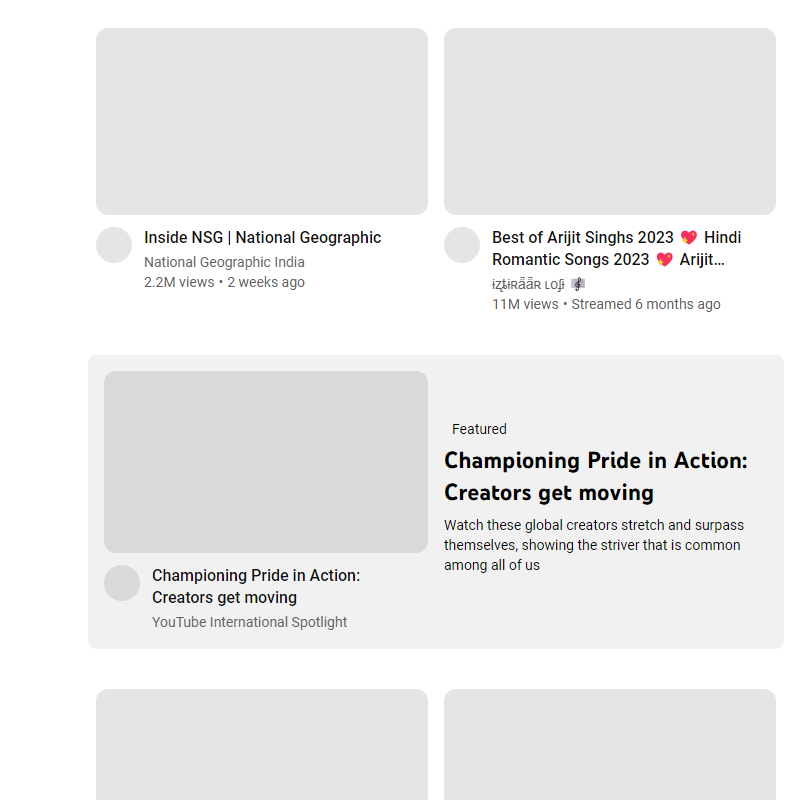 Inside NSG | National Geographic
National Geographic India
2.2M views • 2 weeks ago
Best of Arijit Singhs 2023 💖 Hindi
Romantic Songs 2023 💖 Arijit...
11M views • Streamed 6 months ago
Featured
Championing Pride in Action:
Creators get moving
Watch these global creators stretch and surpass
themselves, showing the striver that is common
among all of us
Championing Pride in Action:
Creators get moving
YouTube International Spotlight